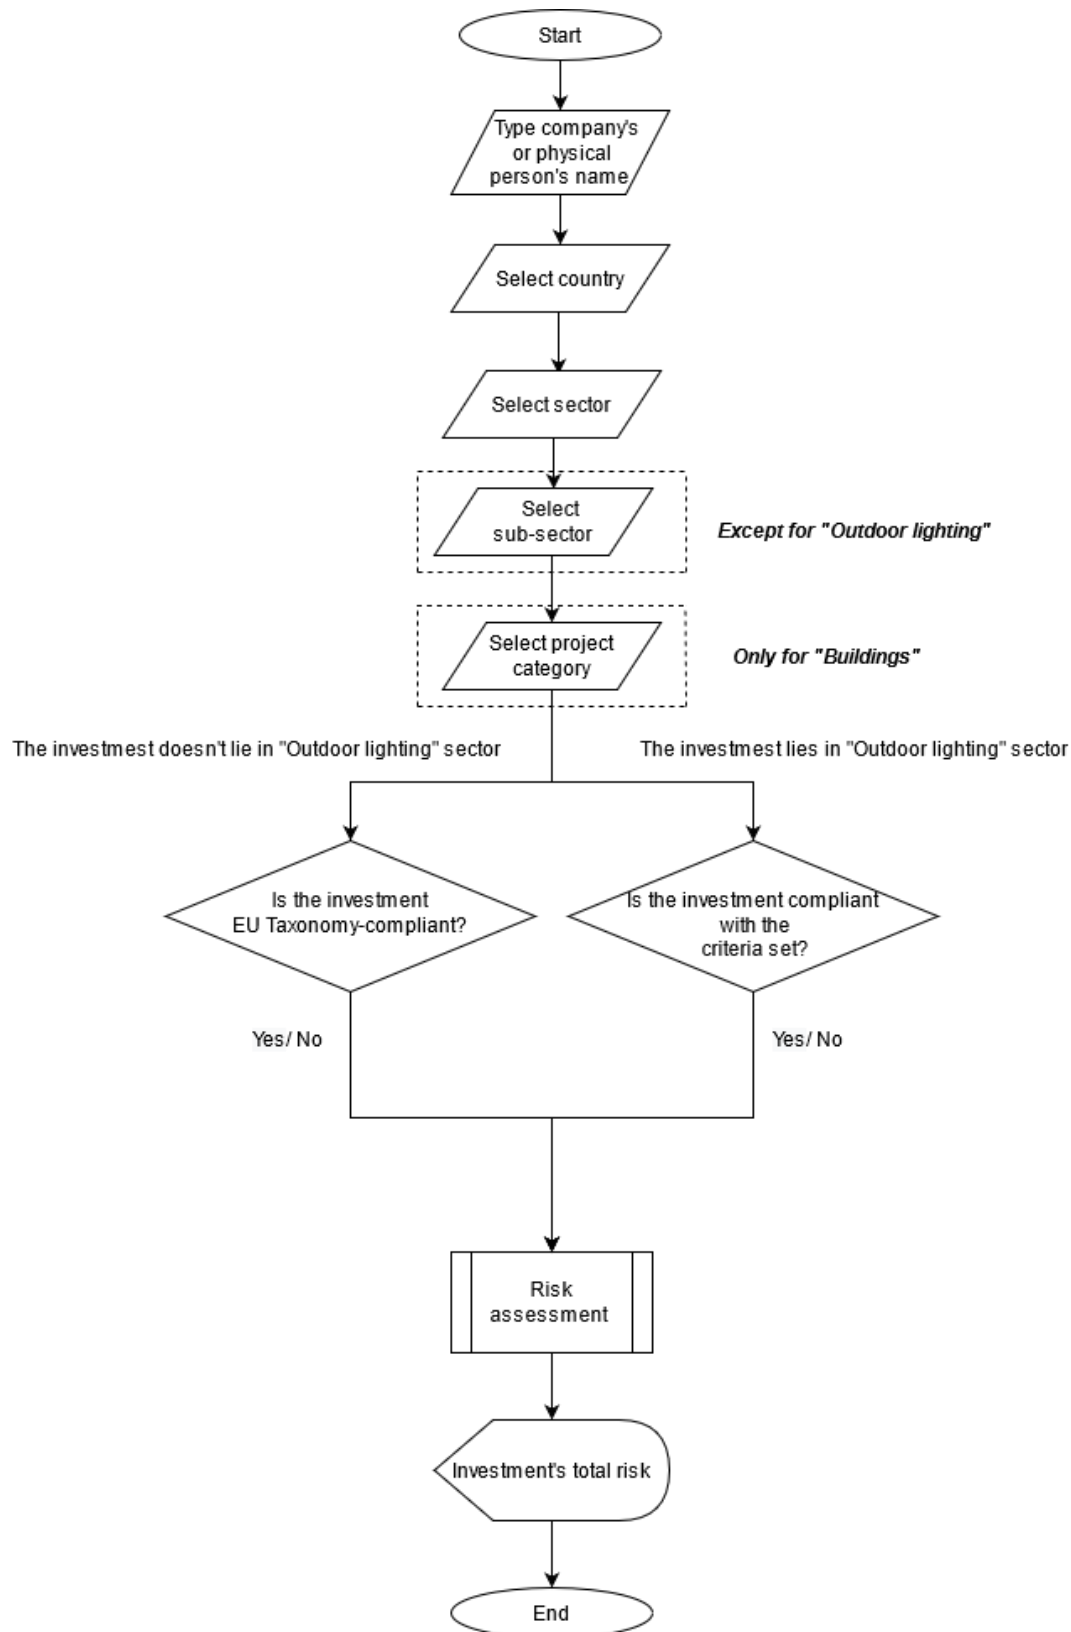 Start
Type company's
or physical
person's name
Select country
Select sector
Select
sub-sector
Except for "Outdoor lighting"
Select project
category
Only for "Buildings"
The investmest doesn't lie in "Outdoor lighting" sector
The investmest lies in "Outdoor lighting" sector
Is the investment
EU Taxonomy-compliant?
Is the investment compliant
with the
criteria set?
Yes/ No
Yes/ No
Risk
assessment
Investment's total risk
End